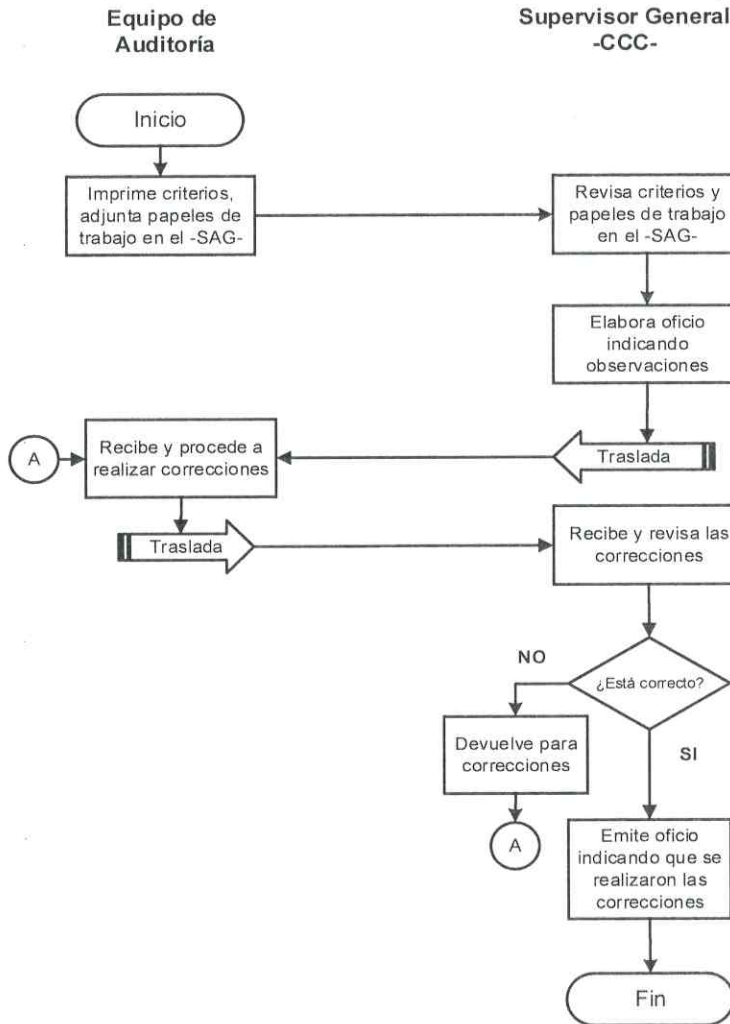 Equipo de
Auditoría
Supervisor General
-CCC-
Inicio
Imprime criterios,
adjunta papeles de
trabajo en el -SAG-
Revisa criterios y
papeles de trabajo
en el -SAG-
Elabora oficio
indicando
observaciones
A
Recibe y procede a
realizar correcciones
Traslada
Traslada
Recibe y revisa las
correcciones
¿Está correcto?
NO
Devuelve para
correcciones
A
SI
Emite oficio
indicando que se
realizaron las
correcciones
Fin